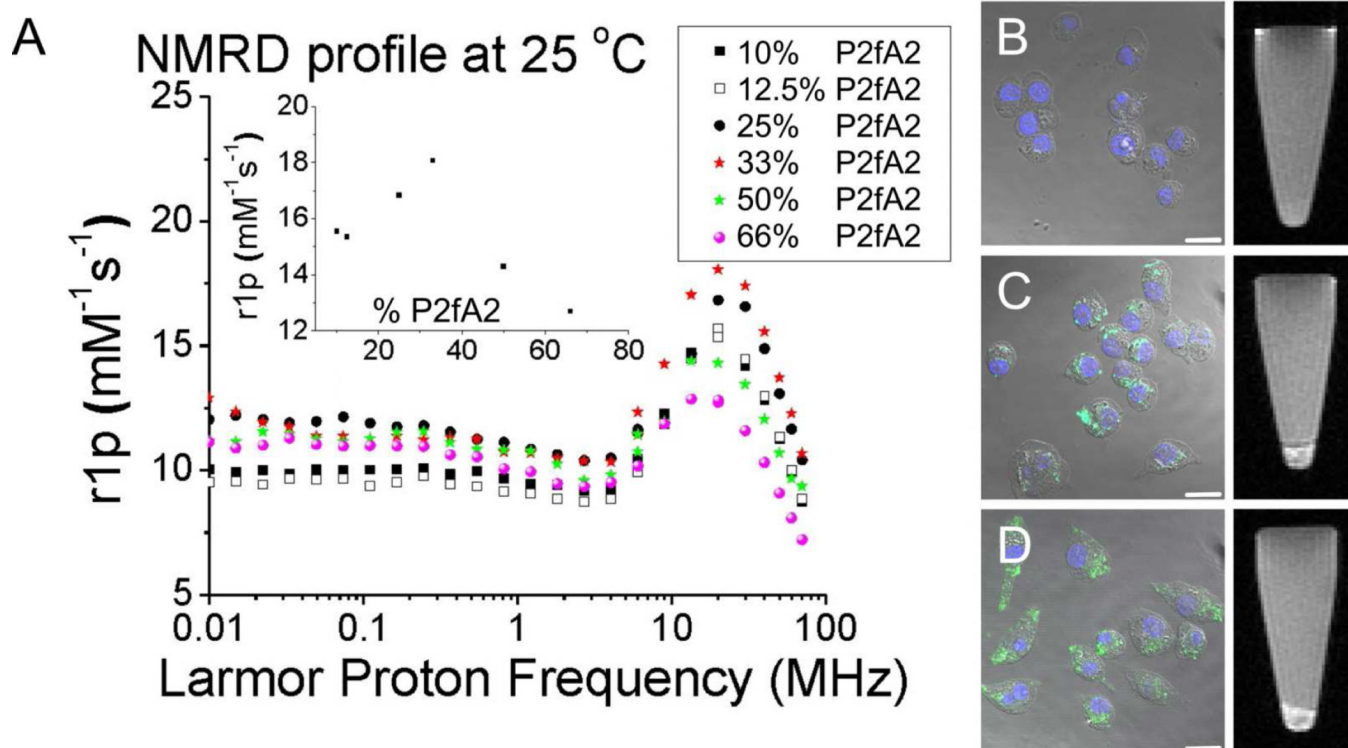 A
NMRD profile at 25 °C
10% P2fA2
12.5% P2fA2
25% P2fA2
33% P2fA2
50% P2fA2
66% P2fA2
r1p (mM⁻¹s⁻¹)
25
20
15
10
5
0.01
0.1
1
10
100
Larmor Proton Frequency (MHz)
r1p (mM⁻¹s⁻¹)
20
18
16
14
12
% P2fA2
20
40
60
80
B
C
D